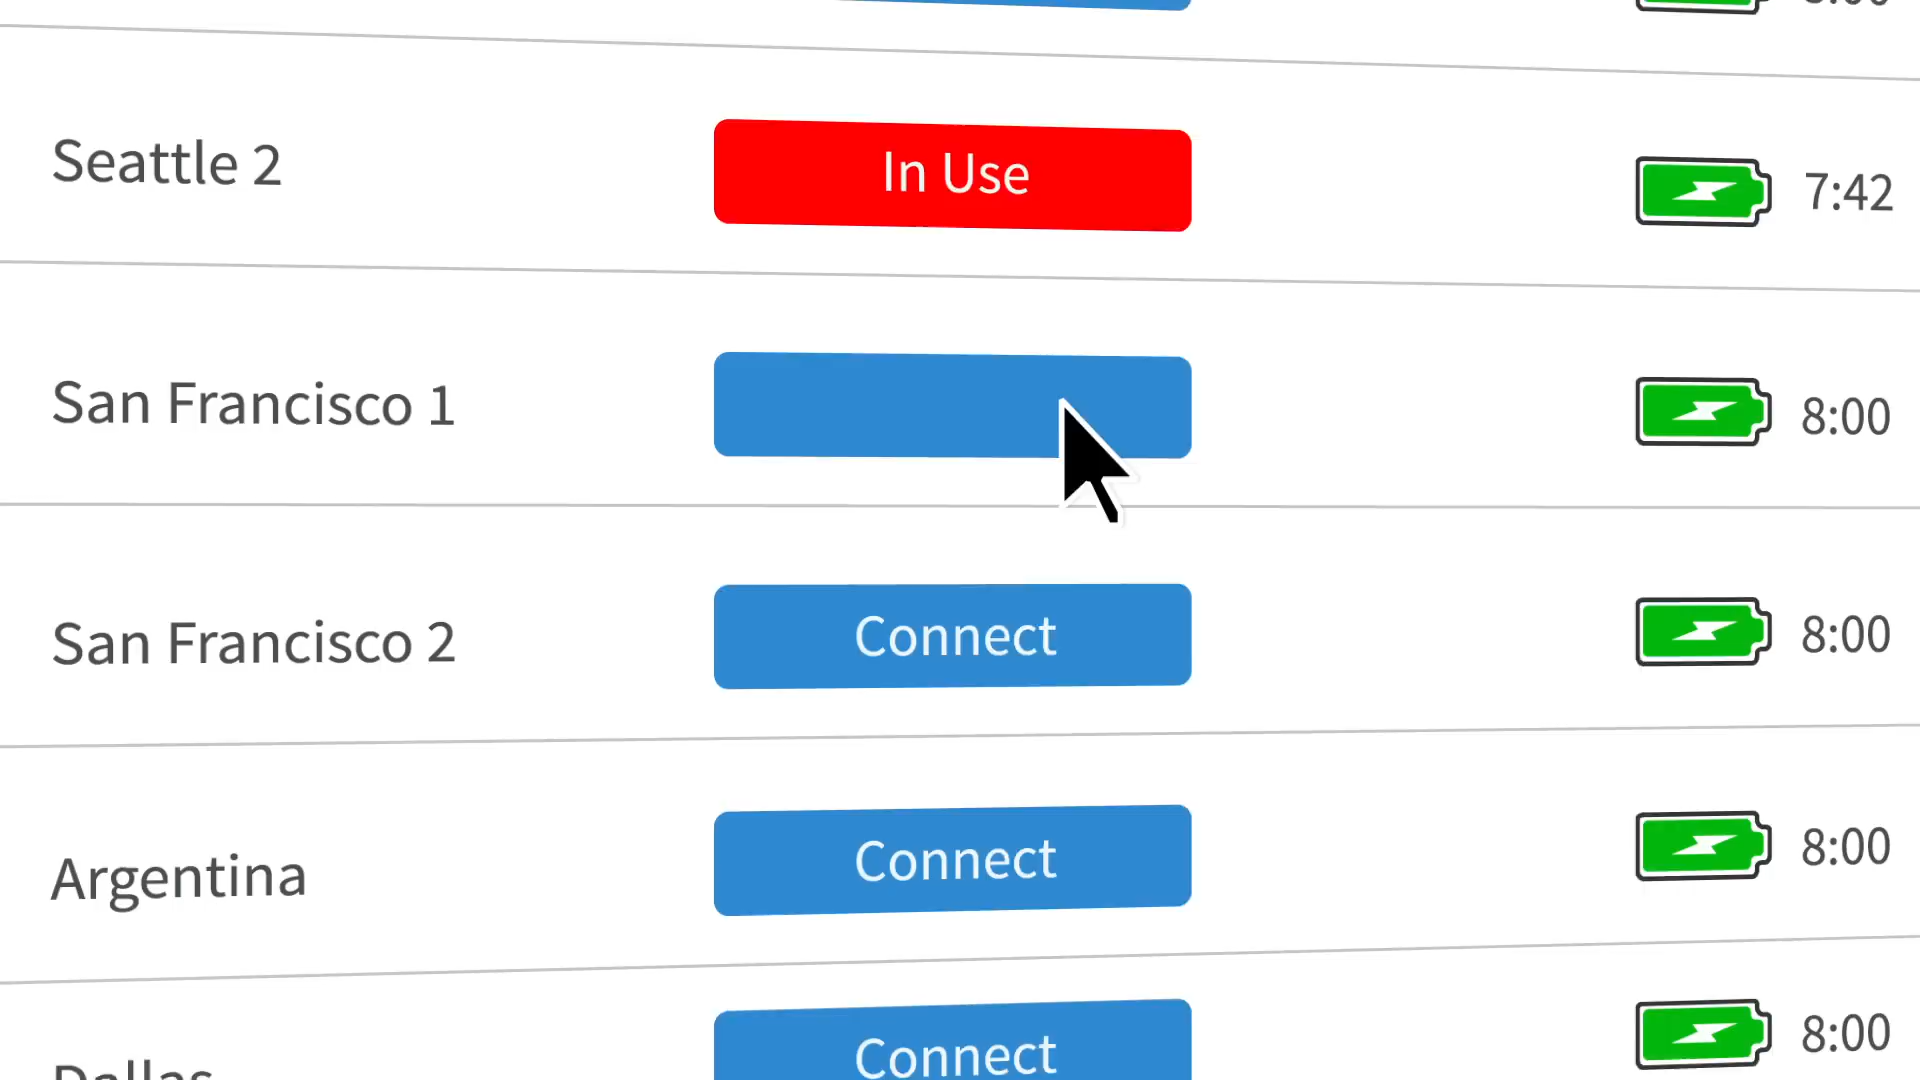 Seattle 2 In Use 7:42
San Francisco 1 8:00
San Francisco 2 Connect 8:00
Argentina Connect 8:00
Dallas Connect 8:00